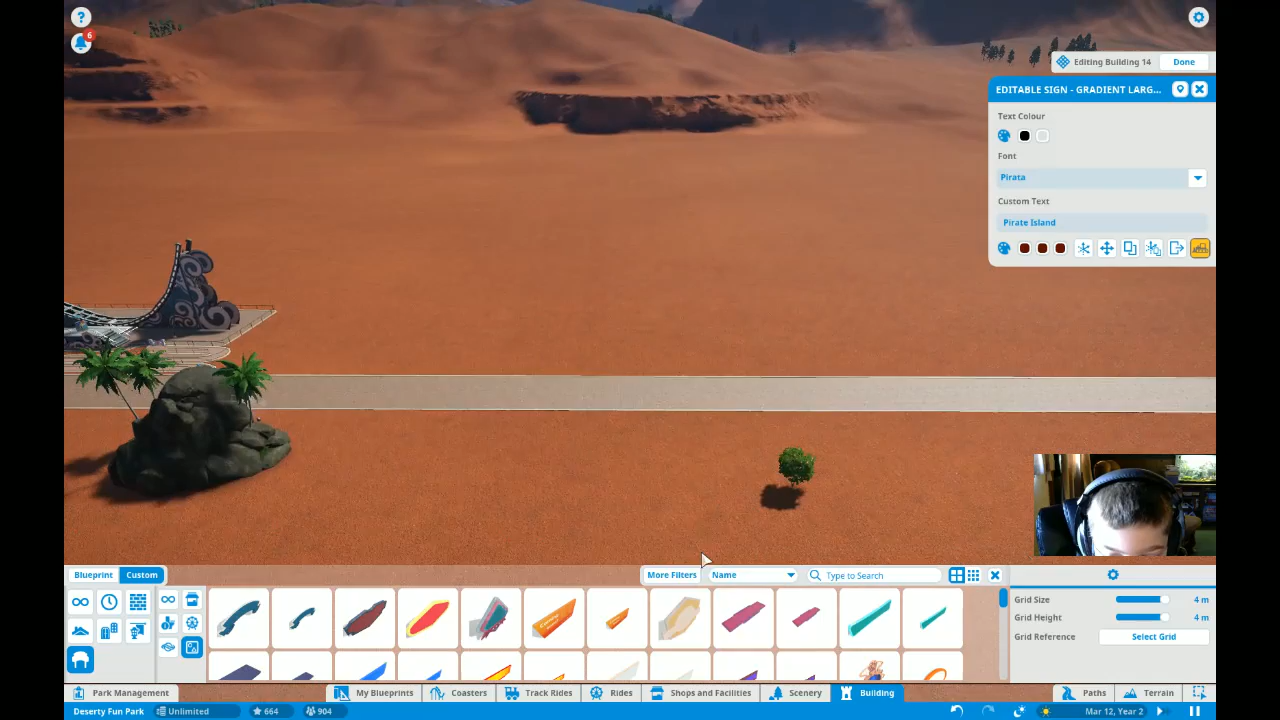 ?
6
Editing Building 14 Done
EDITABLE SIGN - GRADIENT LARG...
Text Colour
Font
Pirata
Custom Text
Pirate Island
Blueprint Custom More Filters Name Type to Search
Grid Size 4 m
Grid Height 4 m
Grid Reference Select Grid
Park Management My Blueprints Coasters Track Rides Rides Shops and Facilities Scenery Building Paths Terrain
Deserty Fun Park Unlimited 664 904 Mar 12, Year 2